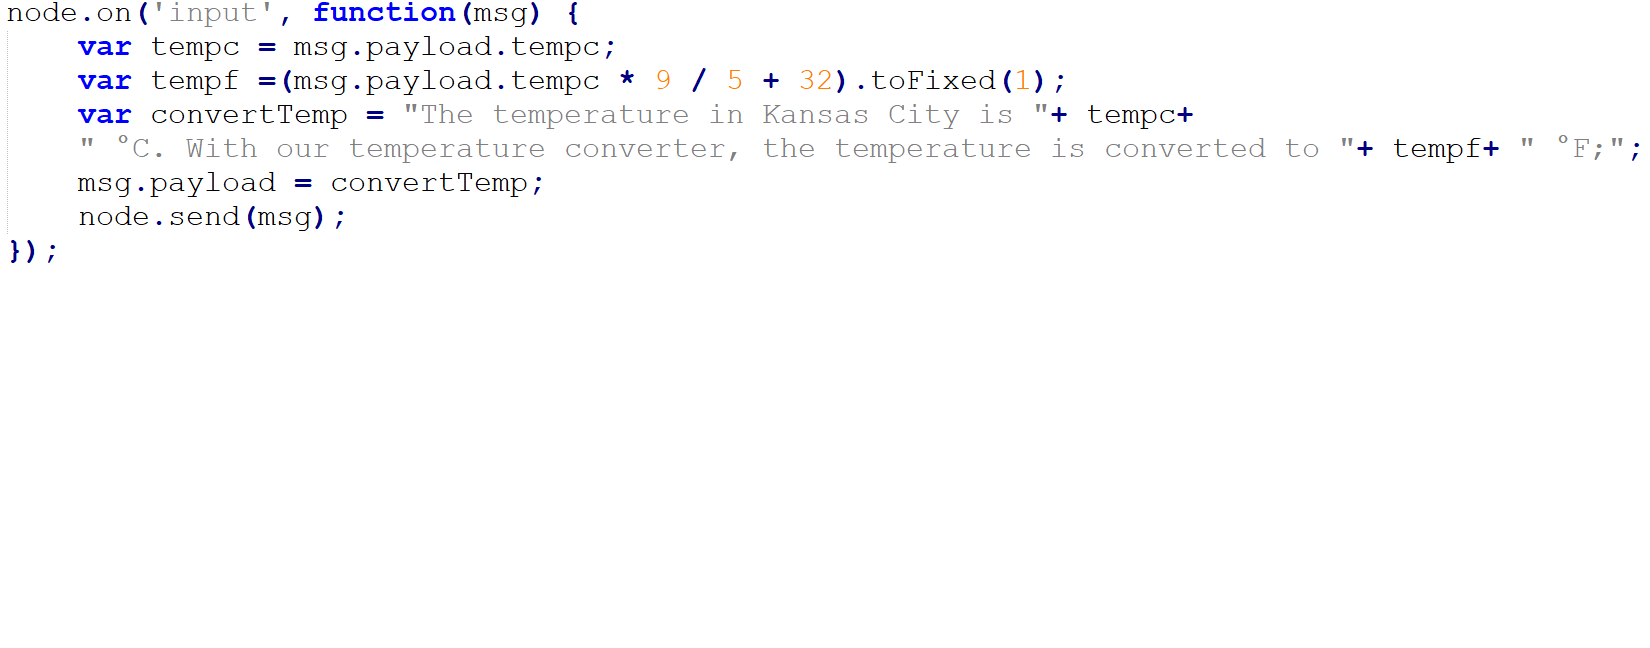 node.on('input', function(msg) {
    var tempc = msg.payload.tempc;
    var tempf =(msg.payload.tempc * 9 / 5 + 32).toFixed(1);
    var convertTemp = "The temperature in Kansas City is "+ tempc+
    " °C. With our temperature converter, the temperature is converted to "+ tempf+ " °F;";
    msg.payload = convertTemp;
    node.send(msg);
});